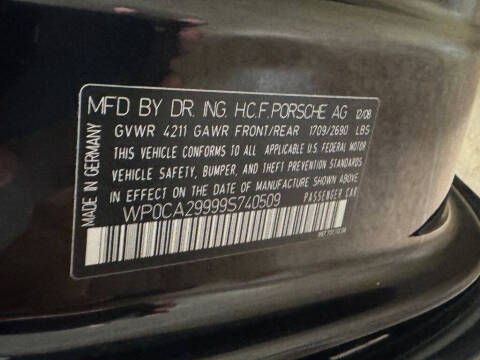 MFD BY DR. ING. H.C.F. PORSCHE AG 12/08
GVWR 4211 GAWR FRONT/REAR 1709/2690 LBS
THIS VEHICLE CONFORMS TO ALL APPLICABLE U.S. FEDERAL MOTOR
VEHICLE SAFETY, BUMPER, AND THEFT PREVENTION STANDARDS
IN EFFECT ON THE DATE OF MANUFACTURE SHOWN ABOVE.
WP0CA29999S740509 PASSENGER CAR
MADE IN GERMANY